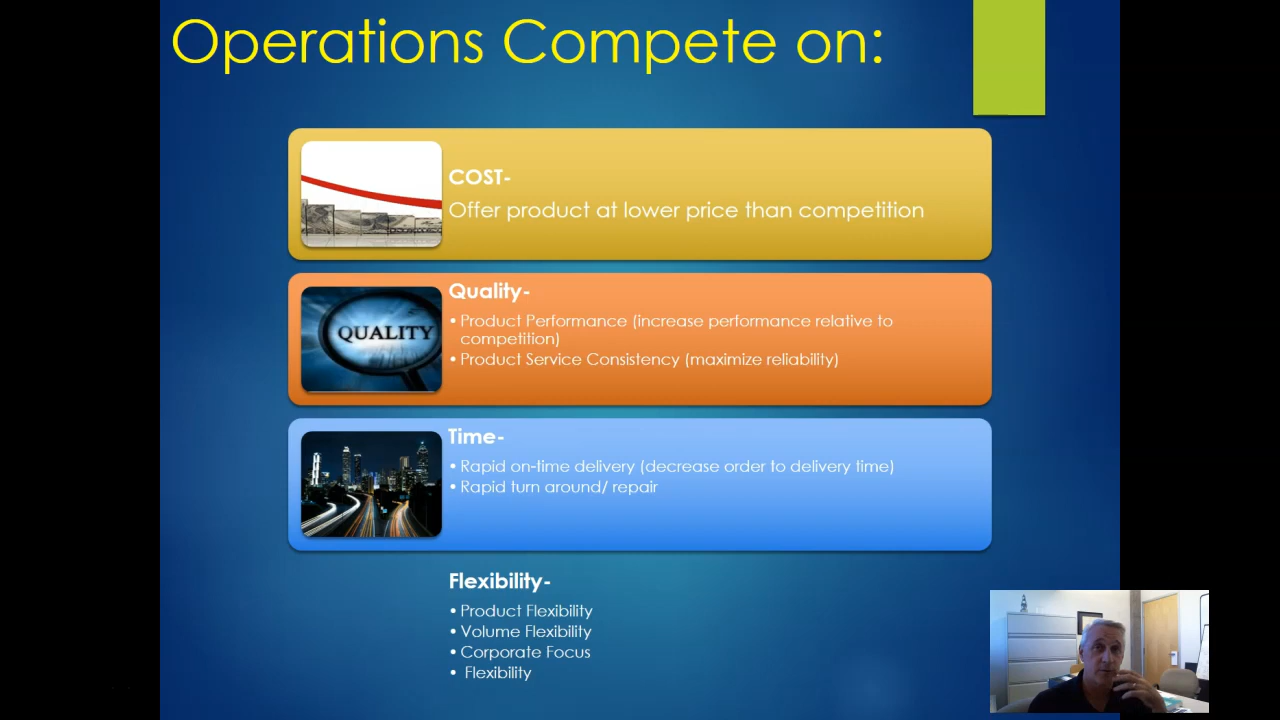 Operations Compete on:
COST-
Offer product at lower price than competition
QUALITY
Quality-
• Product Performance (increase performance relative to
competition)
• Product Service Consistency (maximize reliability)
Time-
• Rapid on-time delivery (decrease order to delivery time)
• Rapid turn around/ repair
Flexibility-
• Product Flexibility
• Volume Flexibility
• Corporate Focus
• Flexibility